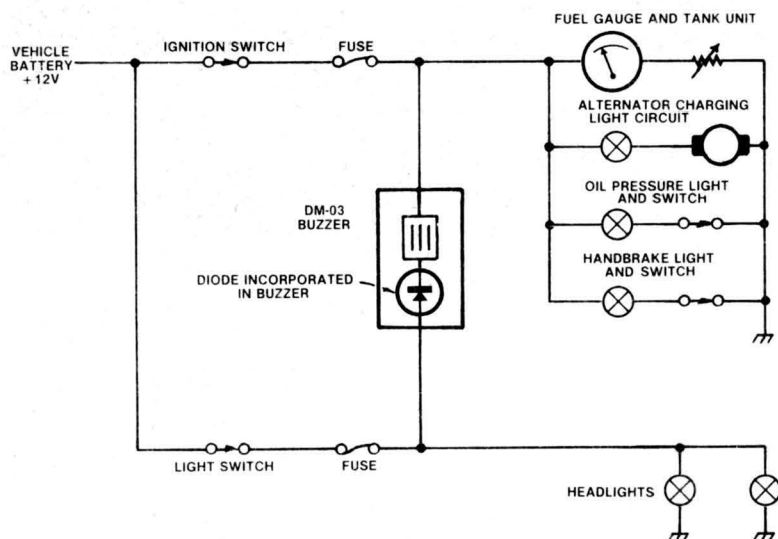 FUEL GAUGE AND TANK UNIT
VEHICLE
BATTERY
+12V
IGNITION SWITCH
FUSE
ALTERNATOR CHARGING
LIGHT CIRCUIT
DM-03
BUZZER
OIL PRESSURE LIGHT
AND SWITCH
DIODE INCORPORATED
IN BUZZER
HANDBRAKE LIGHT
AND SWITCH
LIGHT SWITCH
FUSE
HEADLIGHTS